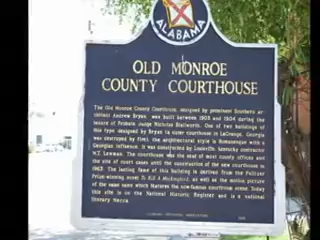 ALABAMA
OLD MONROE
COUNTY COURTHOUSE
The Old Monroe County Courthouse, designed by prominent Southern ar-
chitect Andrew Bryan, was built between 1903 and 1904 during the
tenure of Probate Judge Nicholas Stallworth. One of two buildings of
this type designed by Bryan is sister courthouse in LaGrange, Georgia
was destroyed by fire; the architectural style is Romanesque with a
Georgian influence. It was constructed by Louisville, Kentucky contractor
M.T. Lewman. The courthouse was the seat of most county offices and
the site of court cases until the construction of the new courthouse in
1963. The lasting fame of this building is derived from the Pulitzer
Prize-winning novel To Kill A Mockingbird, as well as the motion picture
of the same name which features the now-famous courtroom scene. Today
this site is on the National Historic Register and is a national
literary mecca.
ALABAMA HISTORICAL ASSOCIATION